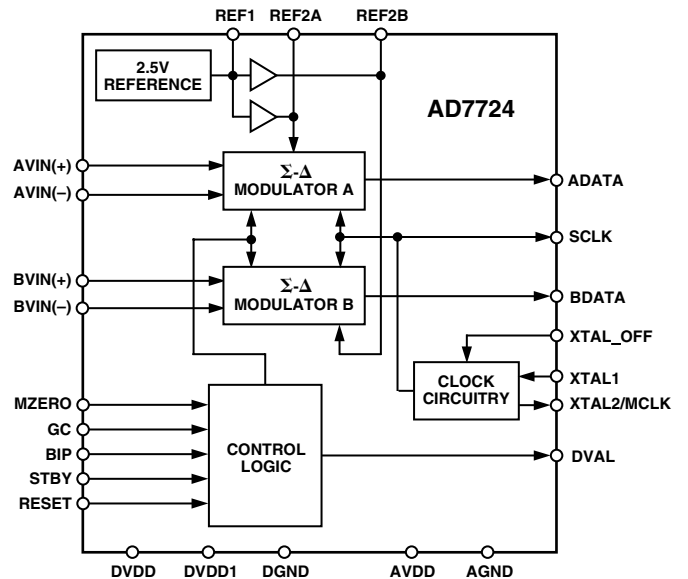 REF1 REF2A REF2B
2.5V
REFERENCE
AD7724
AVIN(+)
AVIN(–)
Σ-Δ
MODULATOR A
ADATA
SCLK
BVIN(+)
BVIN(–)
Σ-Δ
MODULATOR B
BDATA
XTAL_OFF
CLOCK
CIRCUITRY
XTAL1
XTAL2/MCLK
MZERO
GC
BIP
STBY
RESET
CONTROL
LOGIC
DVAL
DVDD DVDD1 DGND AVDD AGND